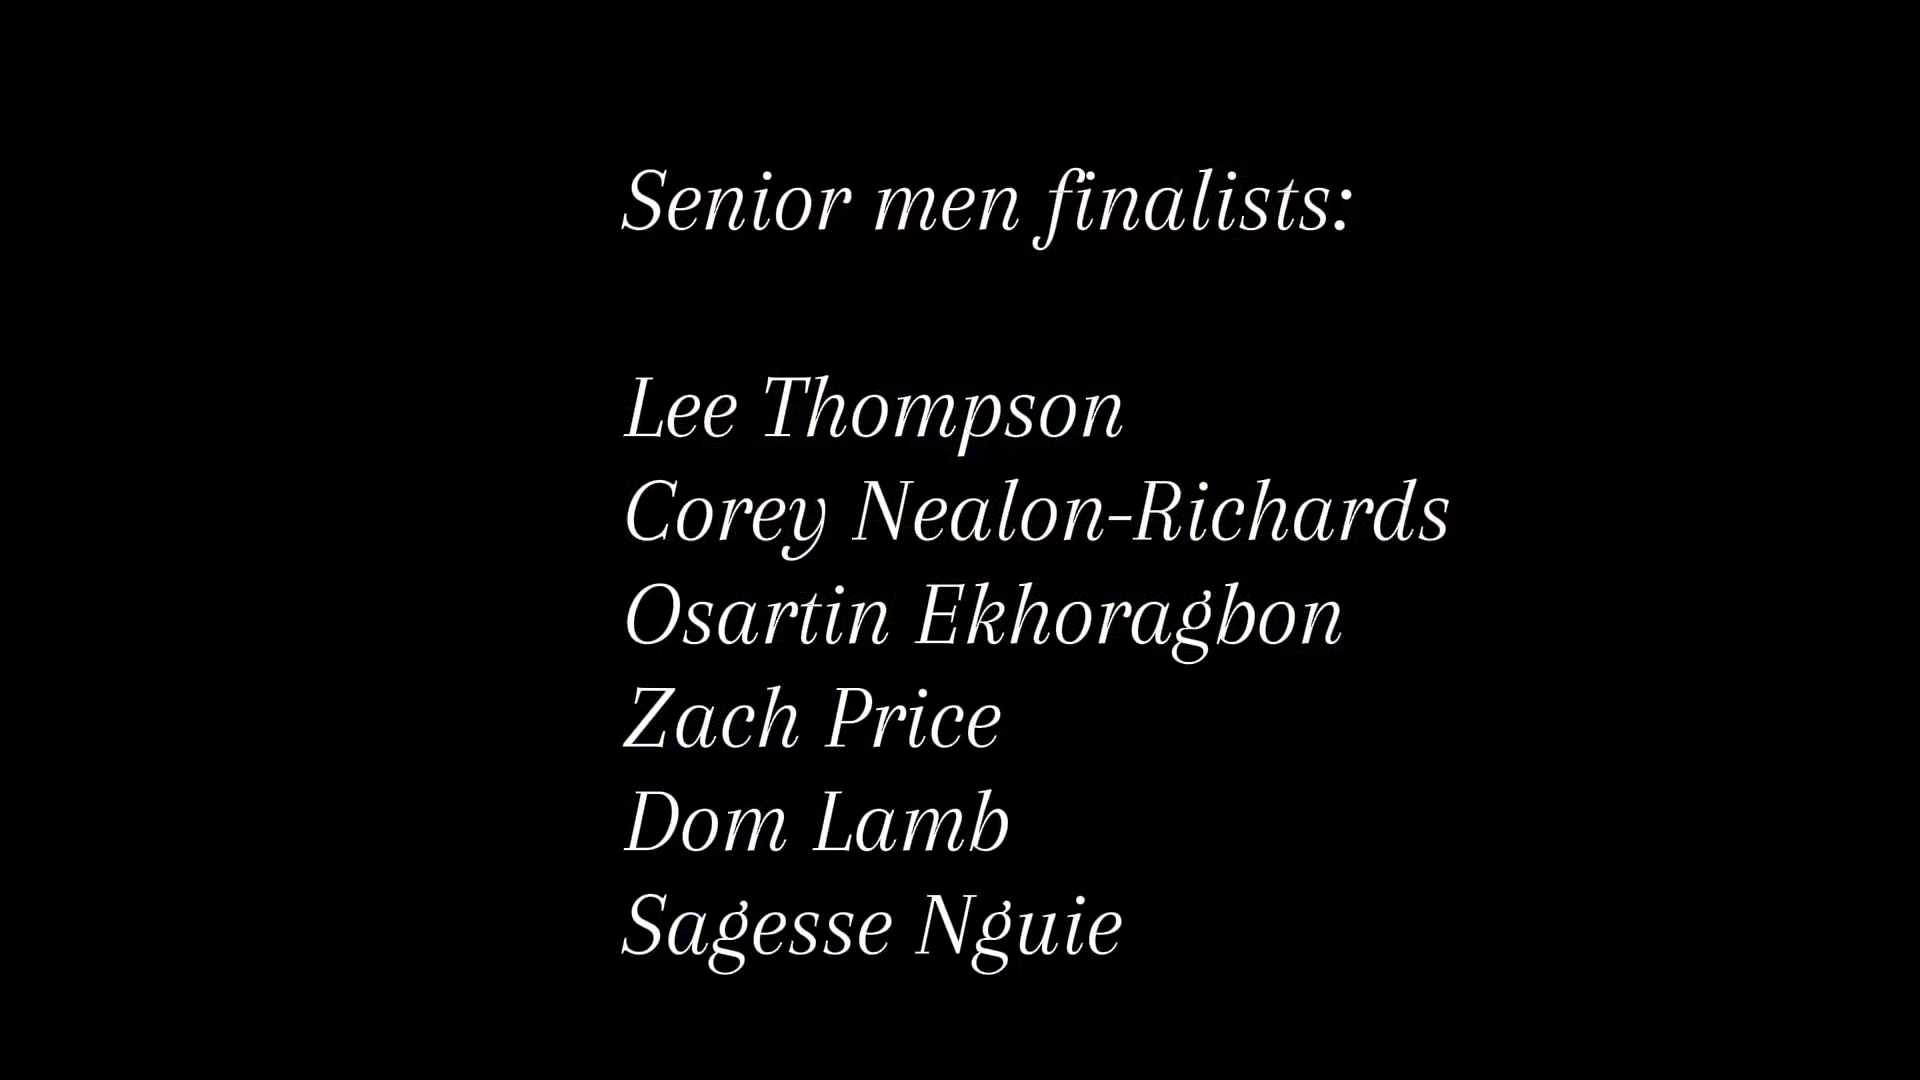 Senior men finalists:
Lee Thompson
Corey Nealon-Richards
Osartin Ekhoragbon
Zach Price
Dom Lamb
Sagesse Nguie